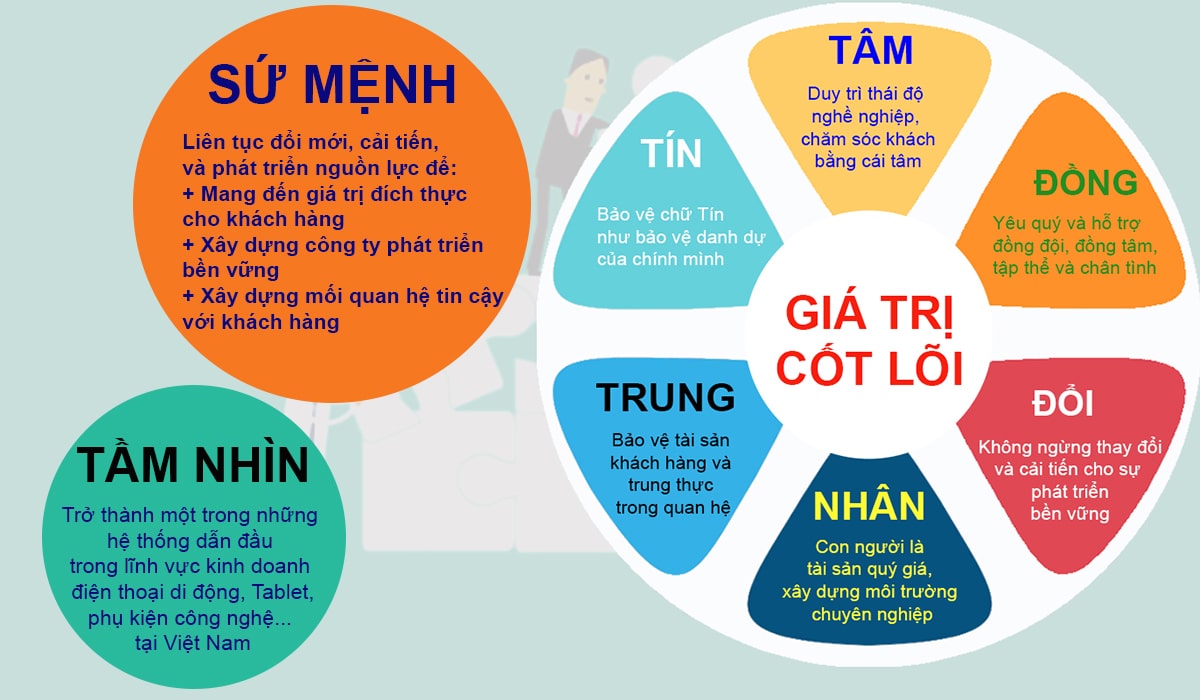 SỨ MỆNH
Liên tục đổi mới, cải tiến,
và phát triển nguồn lực để:
+ Mang đến giá trị đích thực
cho khách hàng
+ Xây dựng công ty phát triển
bền vững
+ Xây dựng mối quan hệ tin cậy
với khách hàng
TẦM NHÌN
Trở thành một trong những
hệ thống dẫn đầu
trong lĩnh vực kinh doanh
điện thoại di động, Tablet,
phụ kiện công nghệ...
tại Việt Nam
GIÁ TRỊ
CỐT LÕI
TÂM
Duy trì thái độ
nghề nghiệp,
chăm sóc khách
bằng cái tâm
ĐỒNG
Yêu quý và hỗ trợ
đồng đội, đồng tâm,
tập thể và chân tình
ĐỔI
Không ngừng thay đổi
và cải tiến cho sự
phát triển
bền vững
NHÂN
Con người là
tài sản quý giá,
xây dựng môi trường
chuyên nghiệp
TRUNG
Bảo vệ tài sản
khách hàng và
trung thực
trong quan hệ
TÍN
Bảo vệ chữ Tín
như bảo vệ danh dự
của chính mình